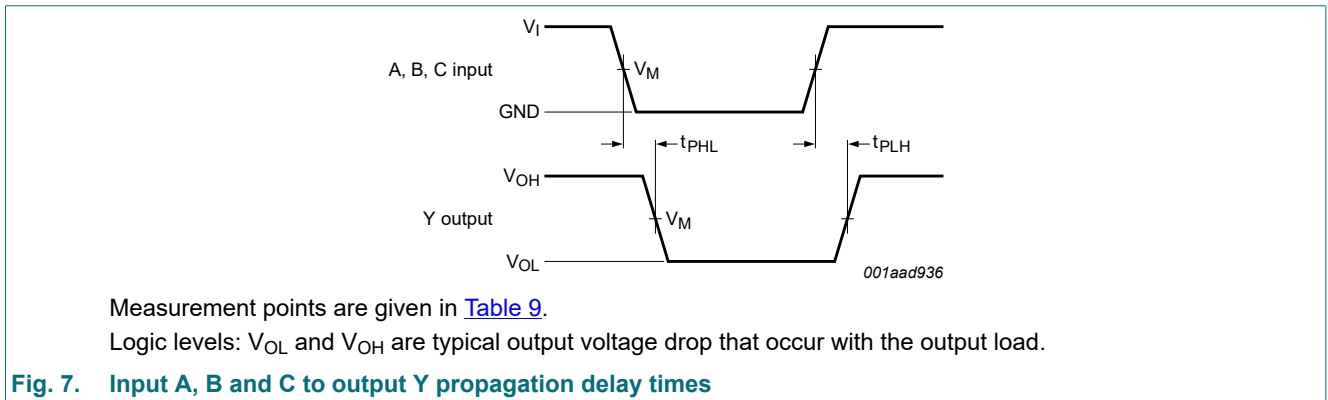 VI
A, B, C input
VM
GND
tPHL
tPLH
VOH
Y output
VM
VOL
001aad936
Measurement points are given in Table 9.
Logic levels: VOL and VOH are typical output voltage drop that occur with the output load.
Fig. 7. Input A, B and C to output Y propagation delay times